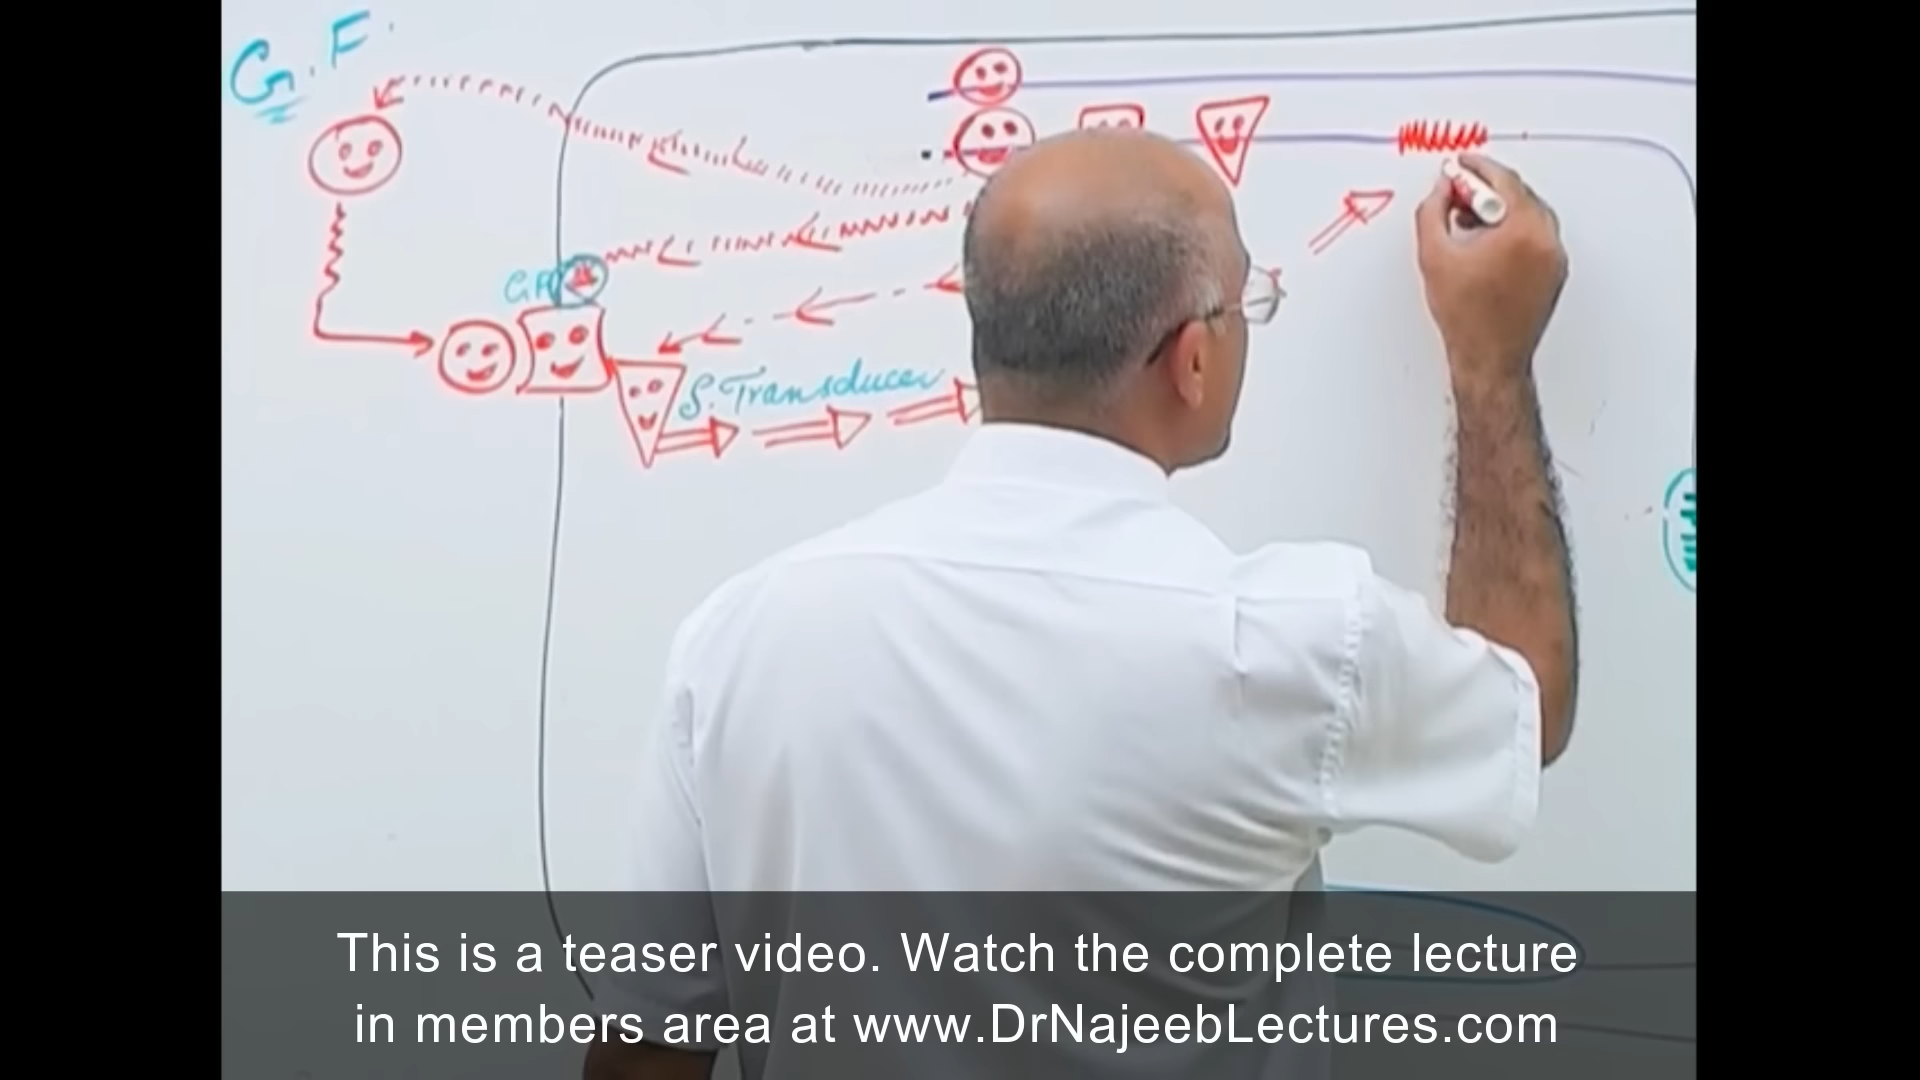 G.F.
GF
S. Transducer
This is a teaser video. Watch the complete lecture
in members area at www.DrNajeebLectures.com